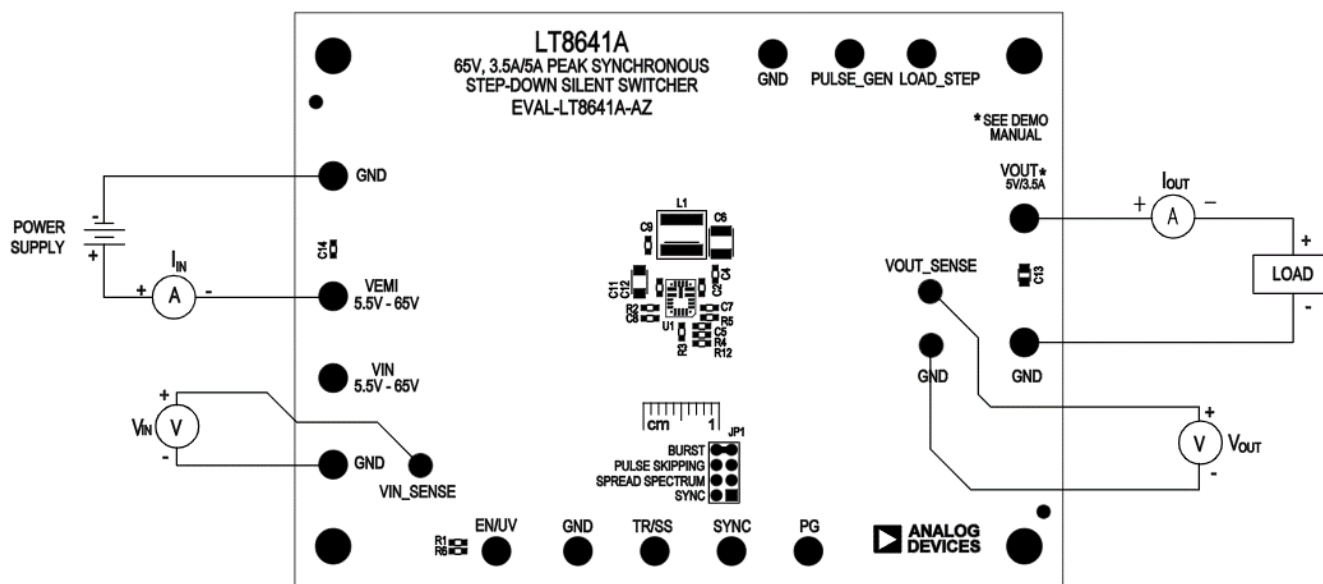 LT8641A
65V, 3.5A/5A PEAK SYNCHRONOUS
STEP-DOWN SILENT SWITCHER
EVAL-LT8641A-AZ
GND
PULSE_GEN
LOAD_STEP
*SEE DEMO
MANUAL
VOUT*
5V/3.5A
GND
POWER
SUPPLY
-
+
IIN
+
A
-
C14
VEMI
5.5V - 65V
VIN
5.5V - 65V
VIN
+
V
-
GND
VIN_SENSE
L1
C9
C6
C4
C11
C12
C2
R2
C8
U1
C7
R5
R3
C5
R4
R12
cm
1
JP1
BURST
PULSE SKIPPING
SPREAD SPECTRUM
SYNC
IOUT
+
A
-
+
LOAD
-
VOUT_SENSE
C13
GND
GND
+
V
-
VOUT
R1
R6
EN/UV
GND
TR/SS
SYNC
PG
ANALOG
DEVICES